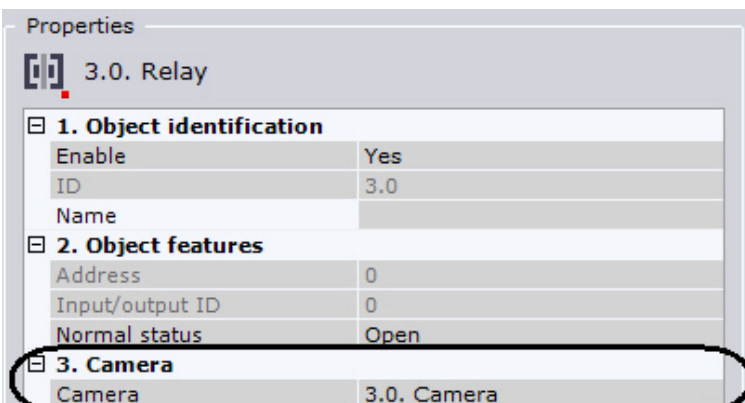 Properties
3.0. Relay
1. Object identification
Enable Yes
ID 3.0
Name
2. Object features
Address 0
Input/output ID 0
Normal status Open
3. Camera
Camera 3.0. Camera